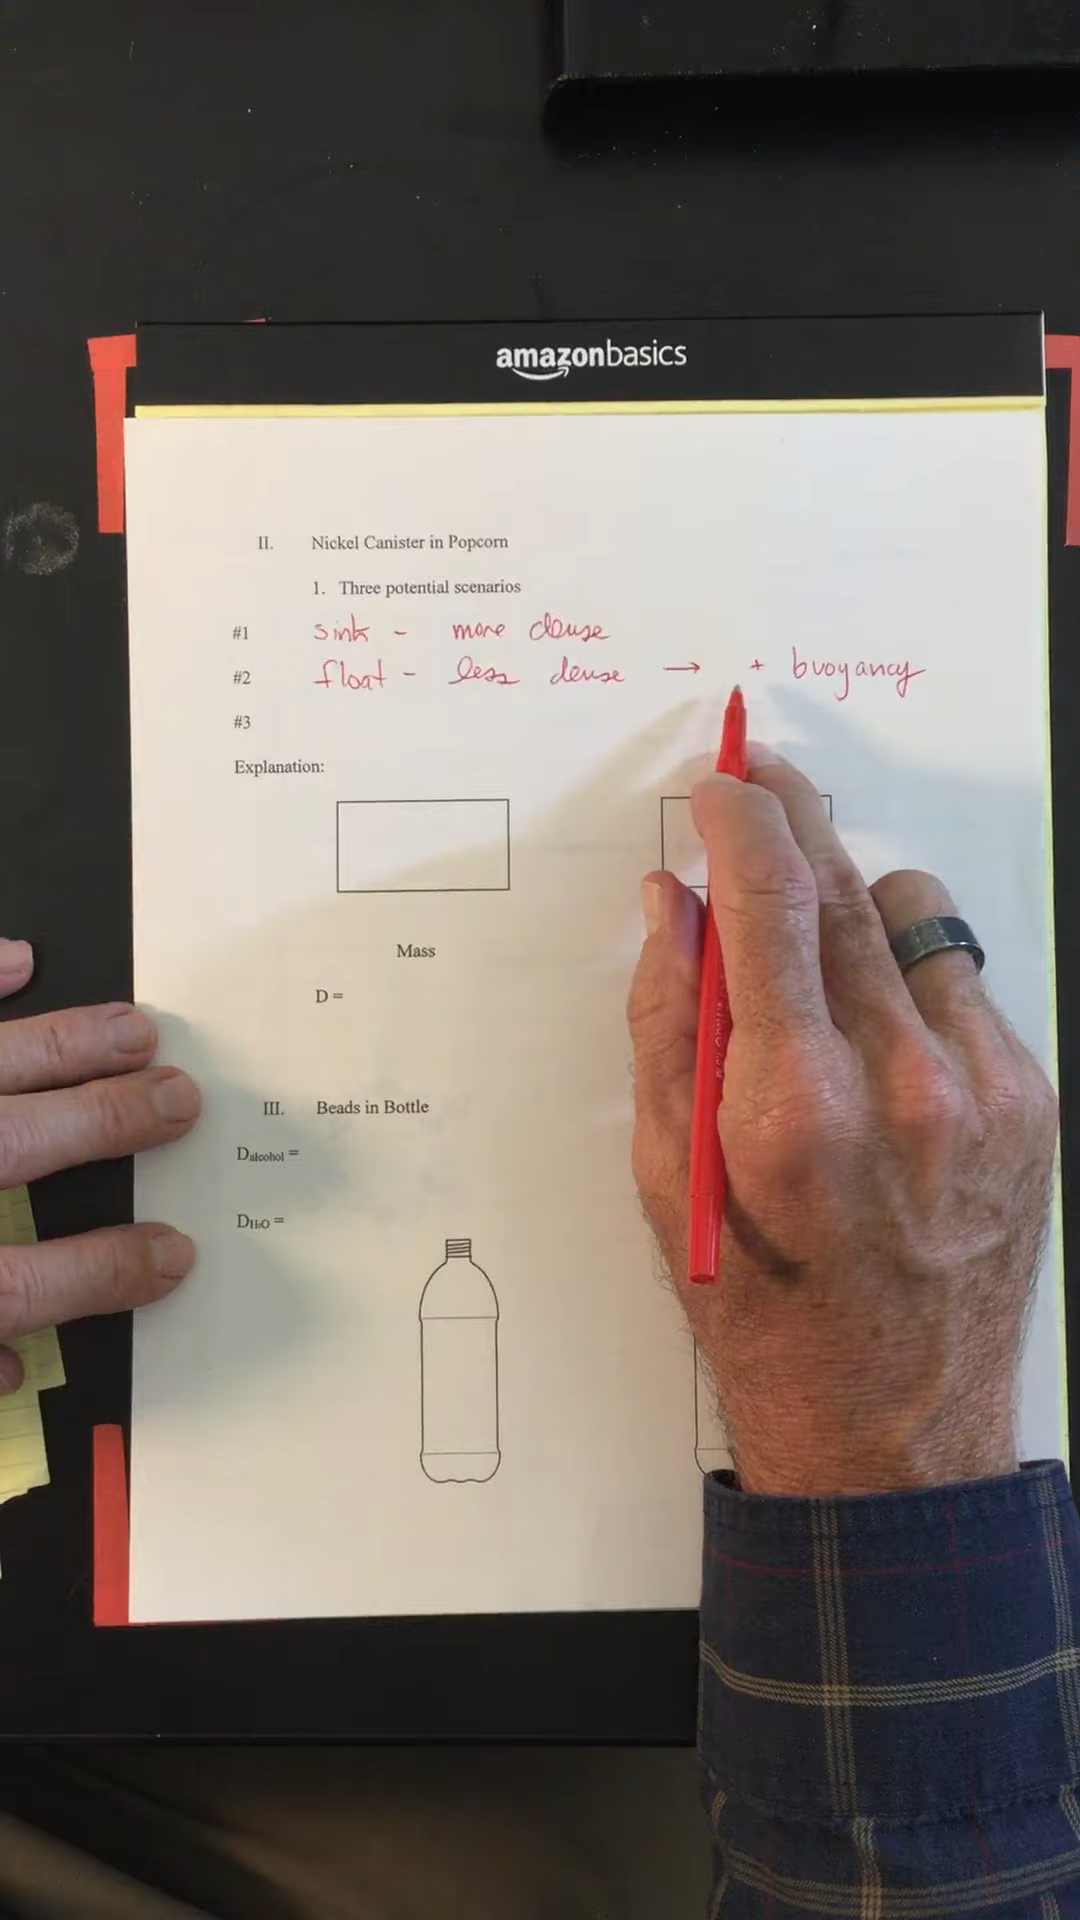 amazonbasics
II. Nickel Canister in Popcorn
1. Three potential scenarios
#1 sink - more dense
#2 float - less dense → + buoyancy
#3
Explanation:
Mass
D =
III. Beads in Bottle
Dalcohol =
DH₂O =